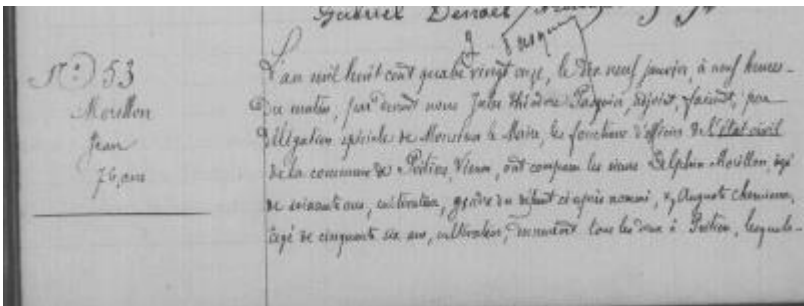 Gabriel
N° 53
Morillon
Jean
76 ans
L'an mil huit cent quatre vingt onze, le dix neuf janvier, à neuf heures
du matin, par devant nous Jules Théodore Pasquier, adjoint, faisant, par
délégation spéciale de Monsieur le Maire, les fonctions d'officier de l'état civil
de la commune de Poitiers, Vienne, ont comparu les sieurs Delphin Morillon, âgé
de soixante ans, cultivateur, du défunt ci après nommé, et Auguste
âgé de cinquante six ans, cultivateur, demeurant tous les deux à Poitiers, lesquels